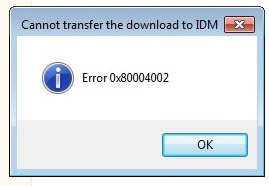 Cannot transfer the download to IDM
Error 0x80004002
OK